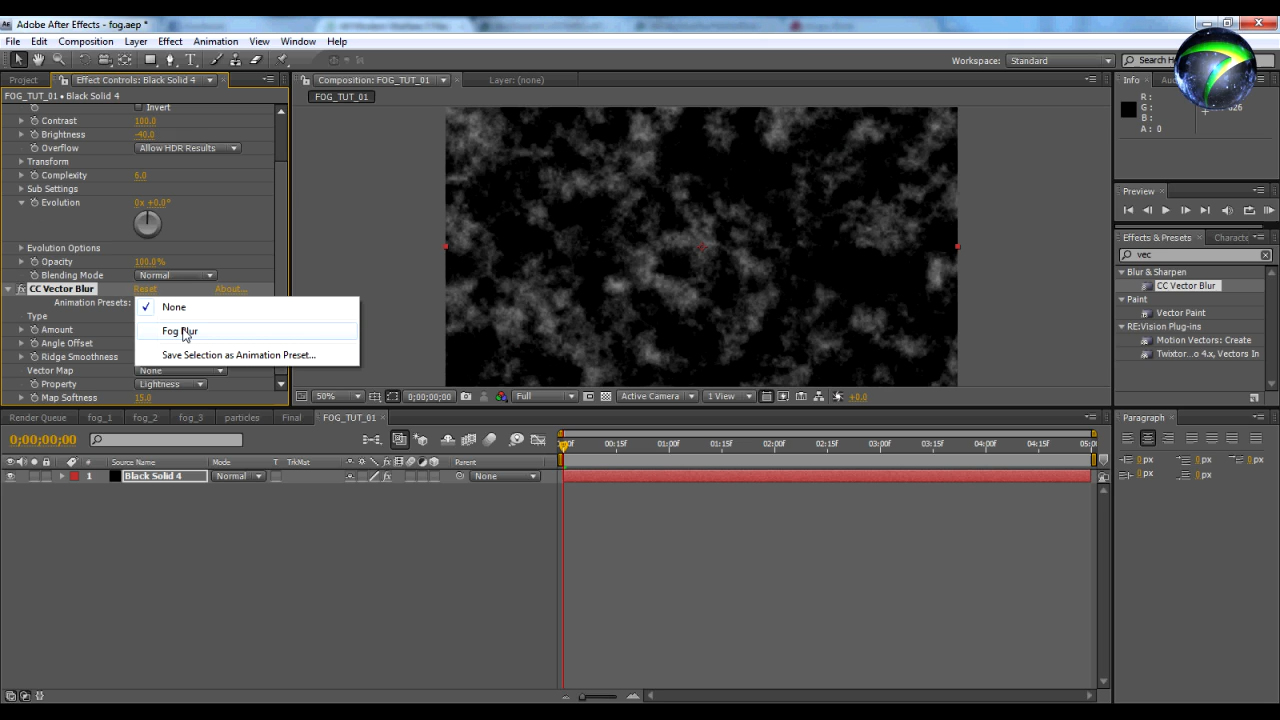 Adobe After Effects - fog.aep *
File Edit Composition Layer Effect Animation View Window Help
Workspace: Standard
Project Effect Controls: Black Solid 4
Composition: FOG_TUT_01 Layer: (none)
Info
FOG_TUT_01 • Black Solid 4
FOG_TUT_01
Invert
Contrast 100.0
Brightness -40.0
Overflow Allow HDR Results
Transform
Complexity 6.0
Sub Settings
Evolution 0x +0.0°
Evolution Options
Opacity 100.0%
Blending Mode Normal
CC Vector Blur Reset About...
Animation Presets:
None
Type
Fog Blur
Amount
Angle Offset
Ridge Smoothness
Save Selection as Animation Preset...
Vector Map None
Property Lightness
Map Softness 15.0
R :
G :
B :
A : 0
Preview
Effects & Presets Characte
vec
Blur & Sharpen
CC Vector Blur
Paint
Vector Paint
RE:Vision Plug-ins
Motion Vectors: Create
Twixtor...o 4.x, Vectors In
50% 0;00;00;00 Full Active Camera 1 View +0.0
Render Queue fog_1 fog_2 fog_3 particles Final FOG_TUT_01
Paragraph
0;00;00;00
:00f 00:15f 01:00f 01:15f 02:00f 02:15f 03:00f 03:15f 04:00f 04:15f 05:0
# Source Name Mode T TrkMat Parent
1 Black Solid 4 Normal None
0 px 0 px 0 px
0 px 0 px